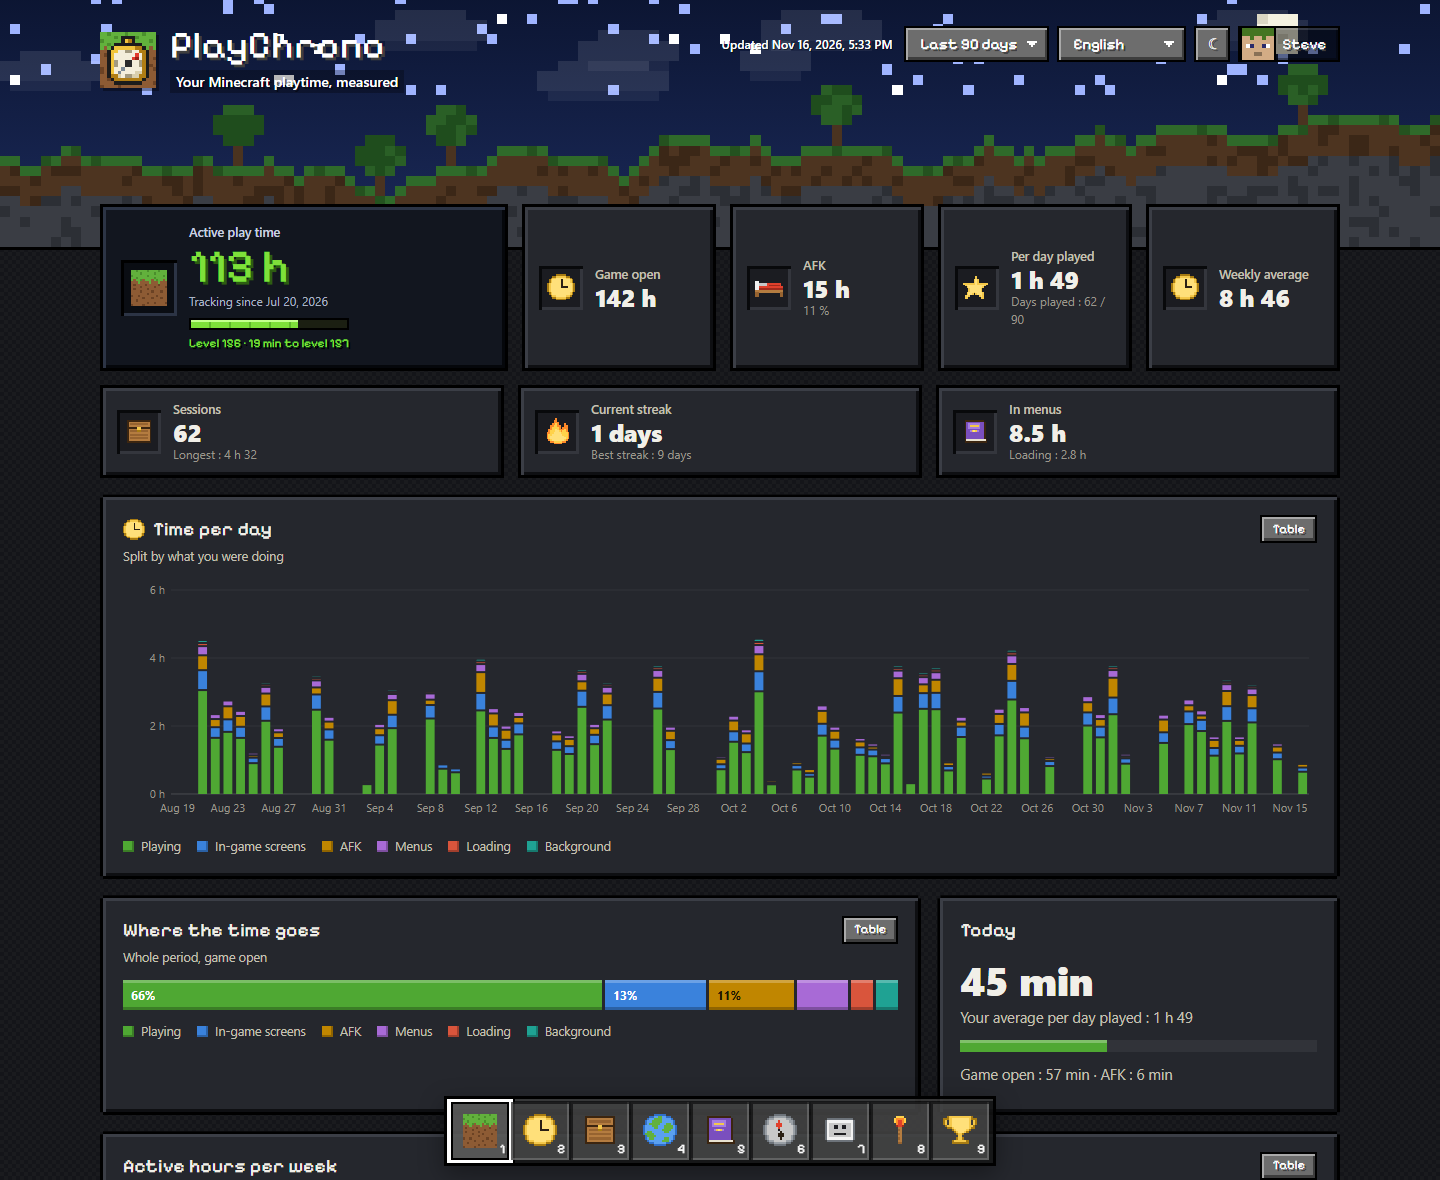 PlayChrono
Your Minecraft playtime, measured
Updated Nov 16, 2026, 5:33 PM
Last 90 days
English
Steve
Active play time
113 h
Tracking since Jul 20, 2026
Level 186 · 19 min to level 187
Game open
142 h
AFK
15 h
11 %
Per day played
1 h 49
Days played : 62 /
90
Weekly average
8 h 46
Sessions
62
Longest : 4 h 32
Current streak
1 days
Best streak : 9 days
In menus
8.5 h
Loading : 2.8 h
Time per day
Table
Split by what you were doing
6 h
4 h
2 h
0 h
Aug 19 Aug 23 Aug 27 Aug 31 Sep 4 Sep 8 Sep 12 Sep 16 Sep 20 Sep 24 Sep 28 Oct 2 Oct 6 Oct 10 Oct 14 Oct 18 Oct 22 Oct 26 Oct 30 Nov 3 Nov 7 Nov 11 Nov 15
Playing In-game screens AFK Menus Loading Background
Where the time goes
Table
Whole period, game open
66% 13% 11%
Playing In-game screens AFK Menus Loading Background
Today
45 min
Your average per day played : 1 h 49
Game open : 57 min · AFK : 6 min
1 2 3 4 5 6 7 8 9
Active hours per week
Table